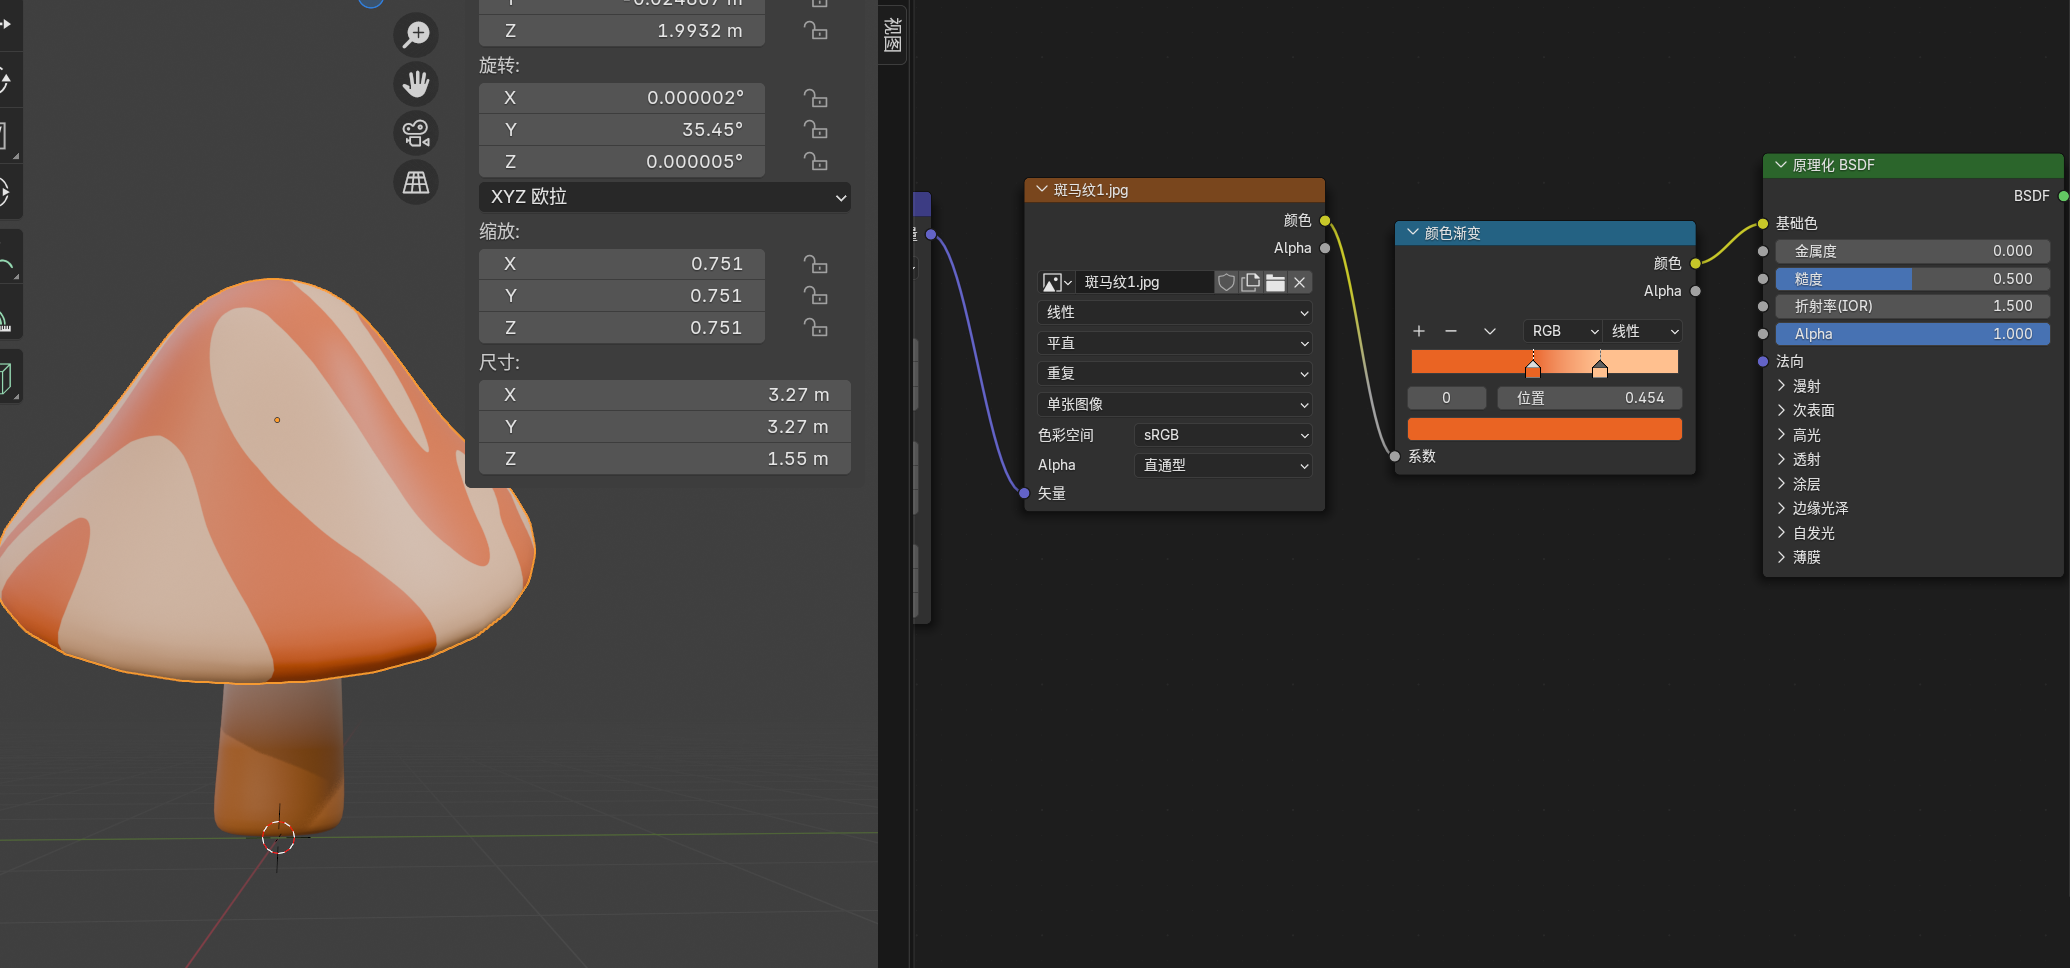 Z 1.9932 m
旋转:
X 0.000002°
Y 35.45°
Z 0.000005°
XYZ 欧拉
缩放:
X 0.751
Y 0.751
Z 0.751
尺寸:
X 3.27 m
Y 3.27 m
Z 1.55 m
视图
斑马纹1.jpg
颜色
Alpha
斑马纹1.jpg
线性
平直
重复
单张图像
色彩空间 sRGB
Alpha 直通型
矢量
颜色渐变
颜色
Alpha
RGB 线性
0 位置 0.454
系数
原理化 BSDF
BSDF
基础色
金属度 0.000
糙度 0.500
折射率(IOR) 1.500
Alpha 1.000
法向
漫射
次表面
高光
透射
涂层
边缘光泽
自发光
薄膜